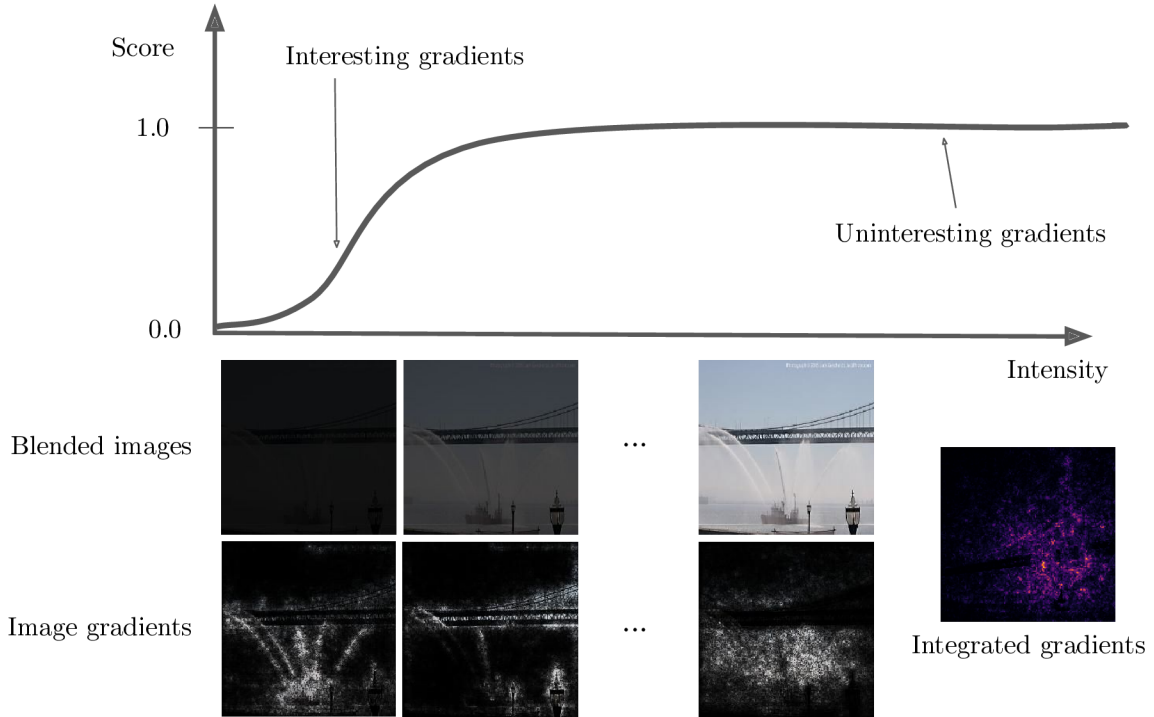 Score
Interesting gradients
1.0
Uninteresting gradients
0.0
Intensity
Blended images
...
Integrated gradients
Image gradients
...